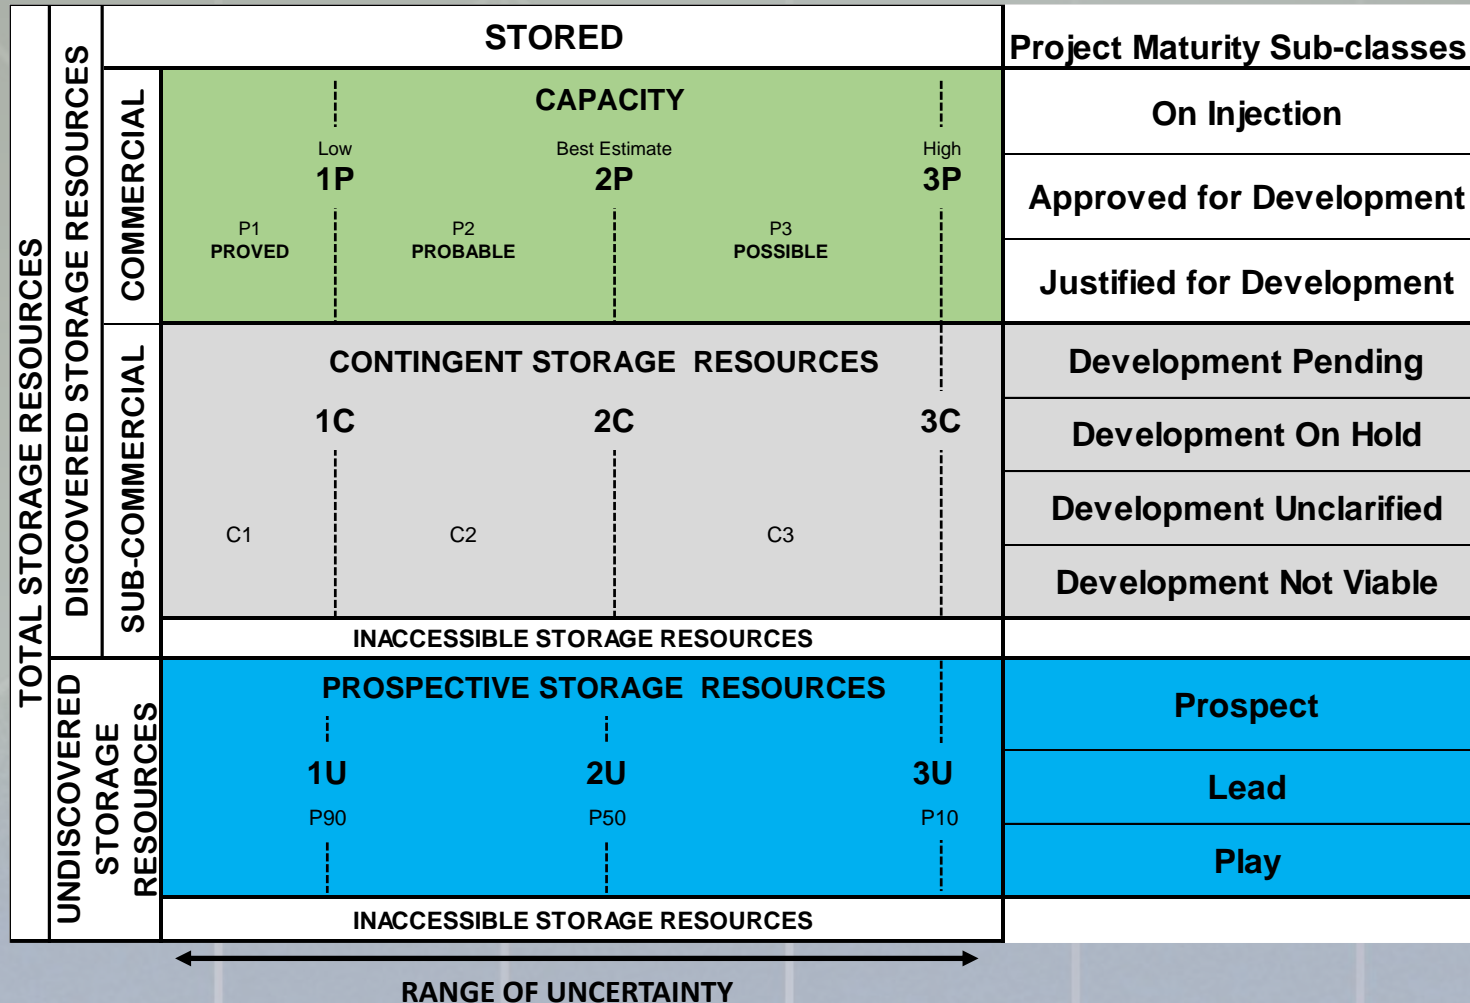 TOTAL STORAGE RESOURCES
DISCOVERED STORAGE RESOURCES
STORED
Project Maturity Sub-classes
COMMERCIAL
CAPACITY
Low
Best Estimate
High
1P
2P
3P
P1
P2
P3
PROVED
PROBABLE
POSSIBLE
On Injection
Approved for Development
Justified for Development
SUB-COMMERCIAL
CONTINGENT STORAGE RESOURCES
1C
2C
3C
C1
C2
C3
Development Pending
Development On Hold
Development Unclarified
Development Not Viable
INACCESSIBLE STORAGE RESOURCES
UNDISCOVERED
STORAGE
RESOURCES
PROSPECTIVE STORAGE RESOURCES
1U
2U
3U
P90
P50
P10
Prospect
Lead
Play
INACCESSIBLE STORAGE RESOURCES
RANGE OF UNCERTAINTY